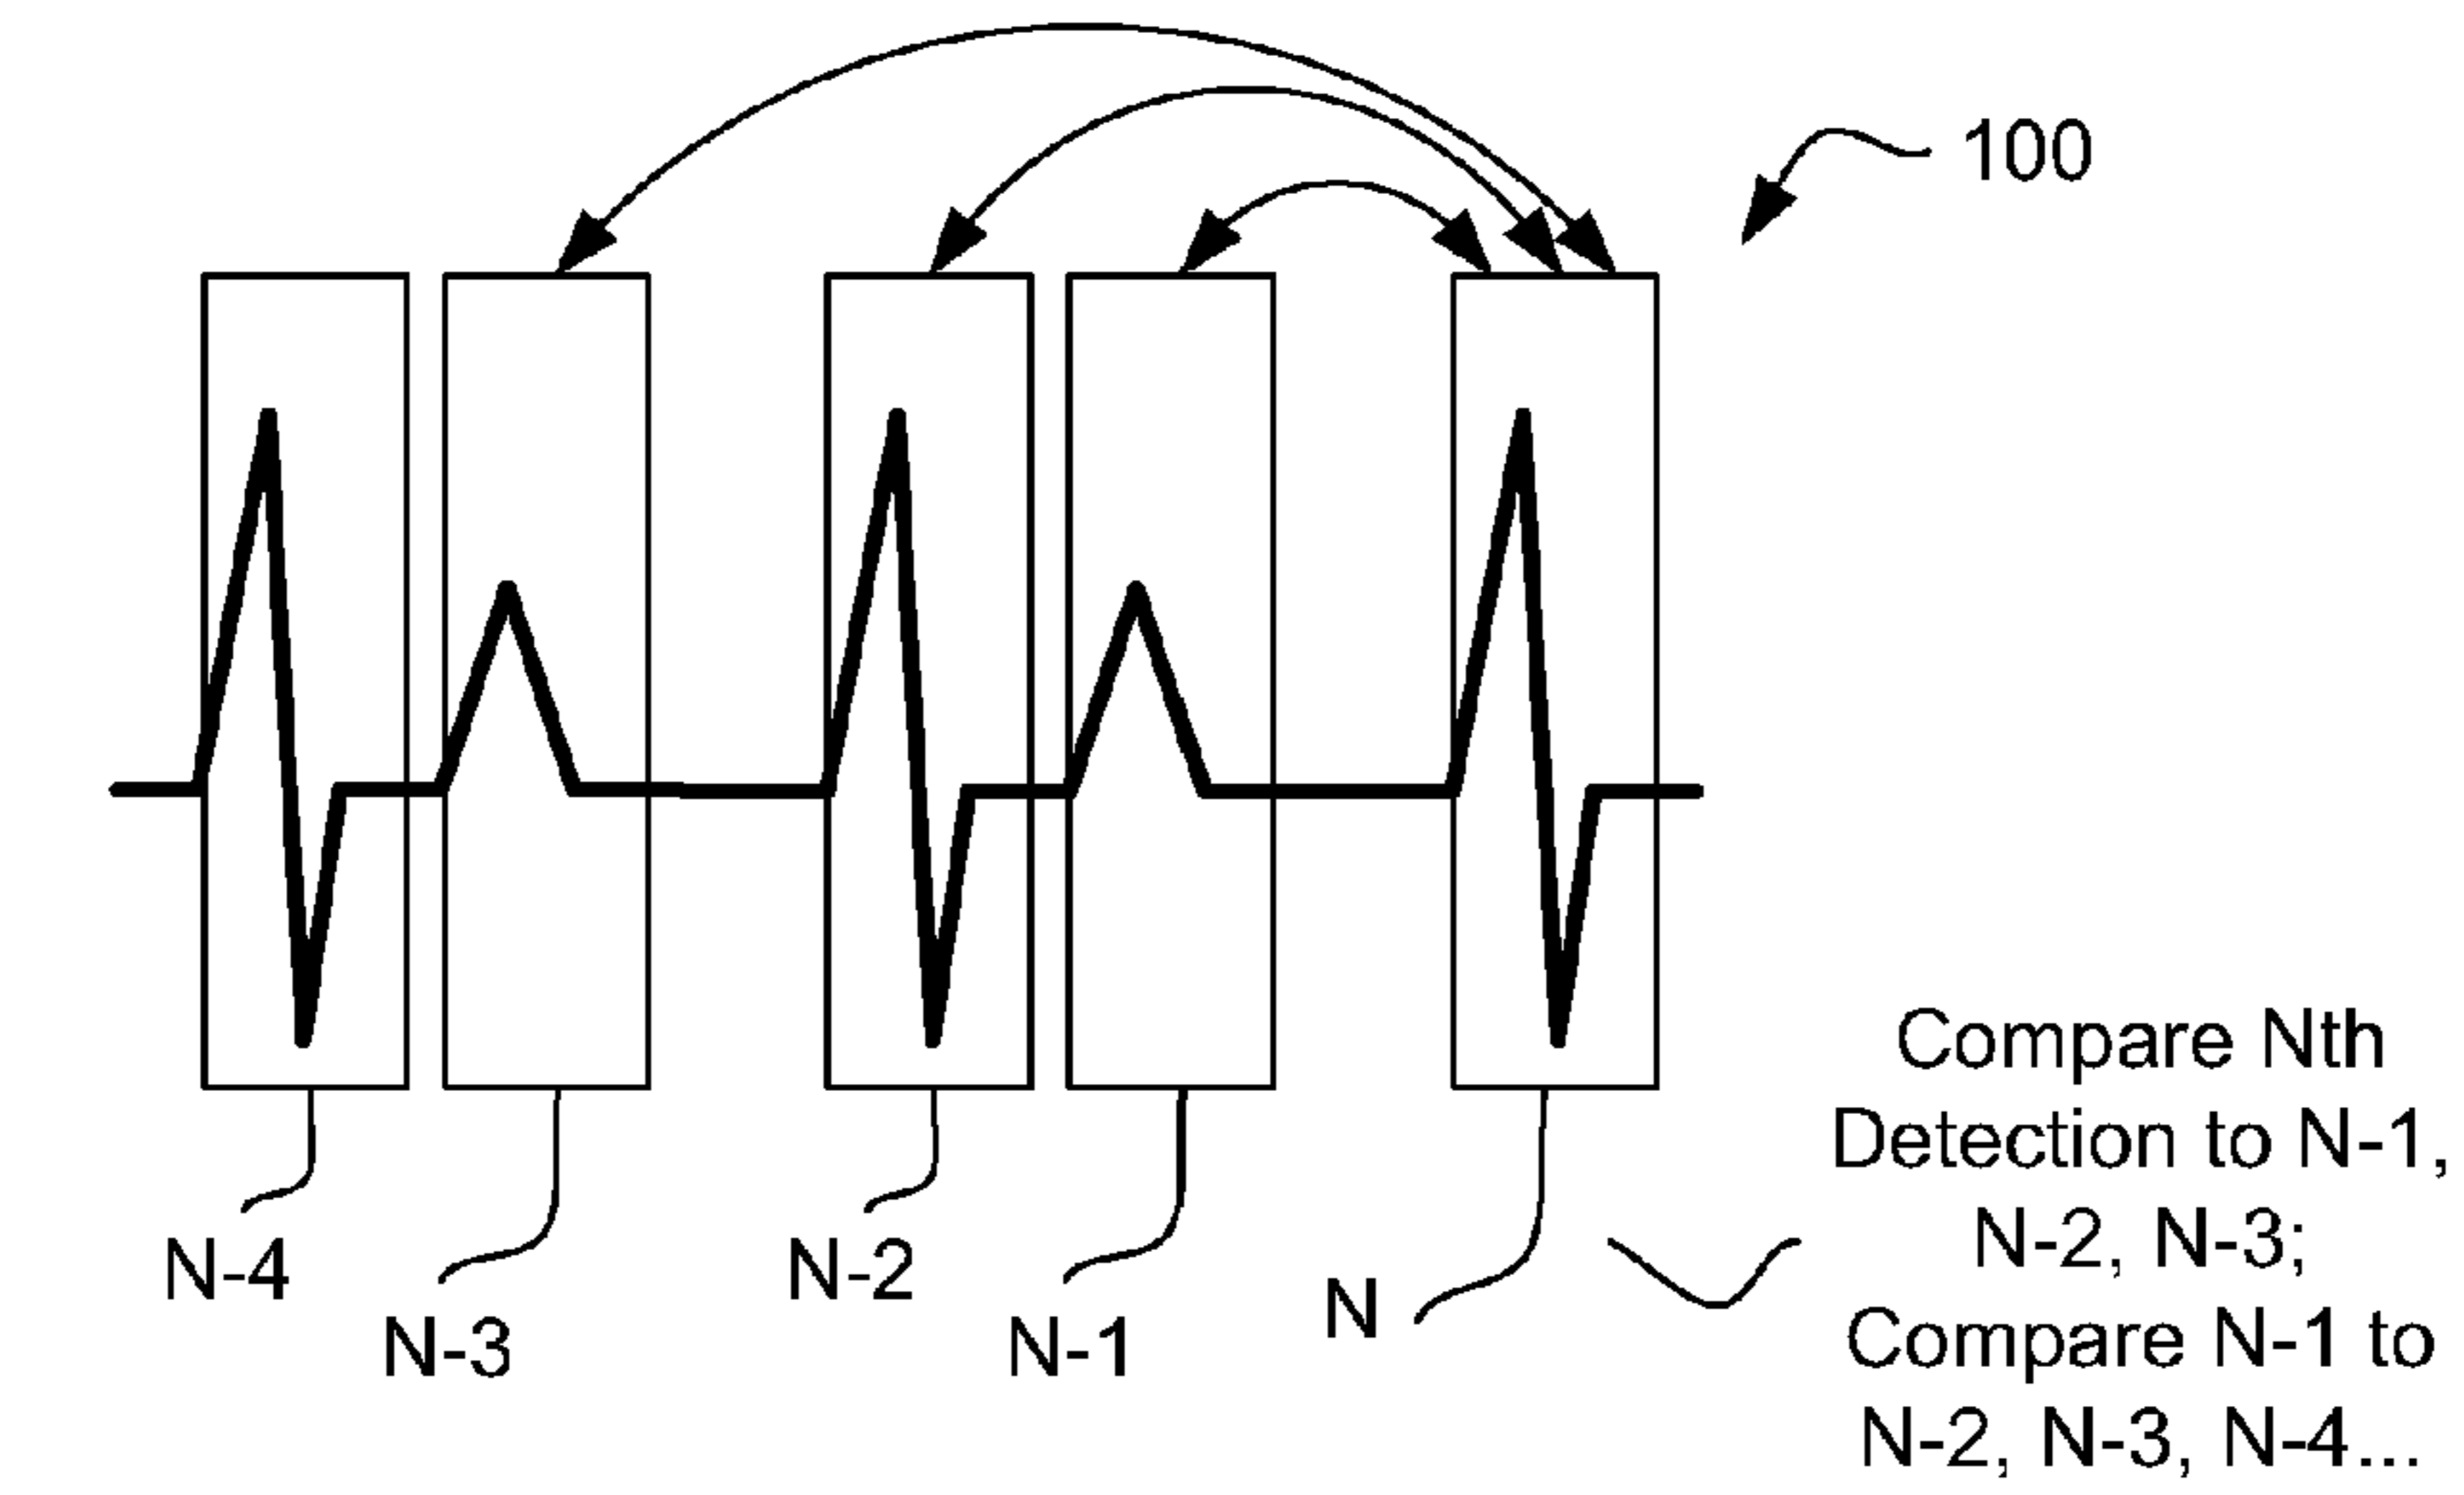 100
Compare Nth
Detection to N-1,
N-2, N-3;
Compare N-1 to
N-2, N-3, N-4...
N-4
N-3
N-2
N-1
N